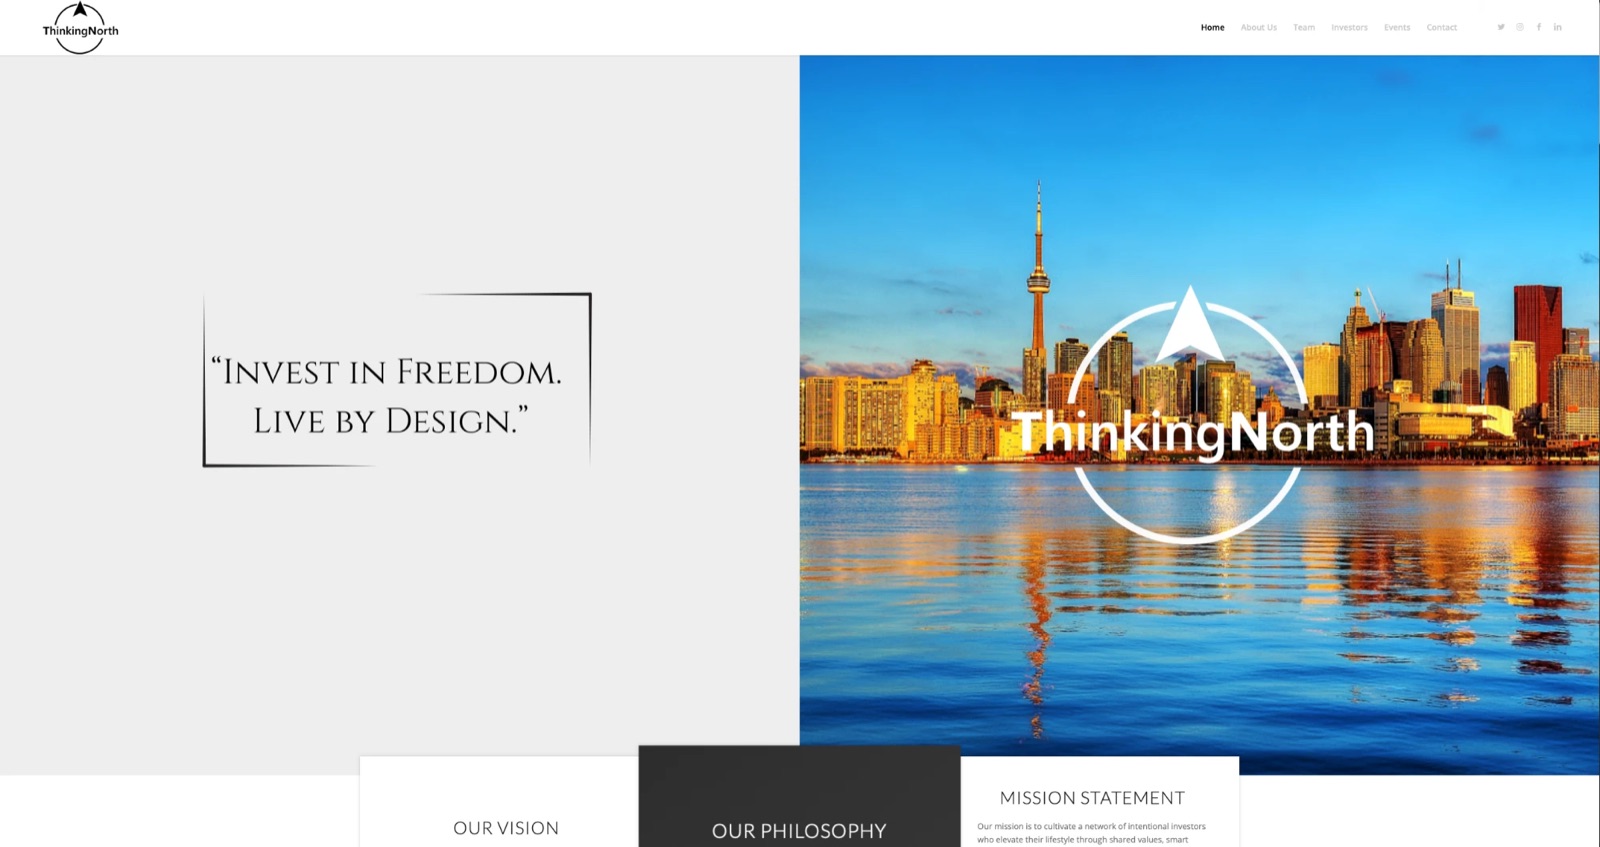 ThinkingNorth
Home About Us Team Investors Events Contact
“Invest in Freedom.
Live by Design.”
ThinkingNorth
OUR VISION
OUR PHILOSOPHY
MISSION STATEMENT
Our mission is to cultivate a network of intentional investors
who elevate their lifestyle through shared values, smart